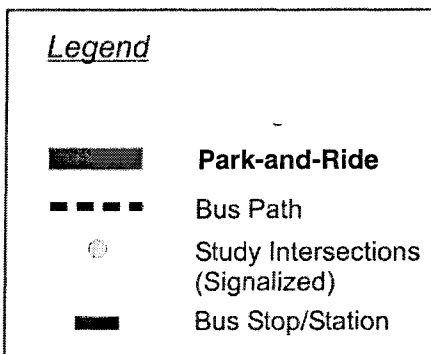 Legend
Park-and-Ride
Bus Path
Study Intersections
(Signalized)
Bus Stop/Station